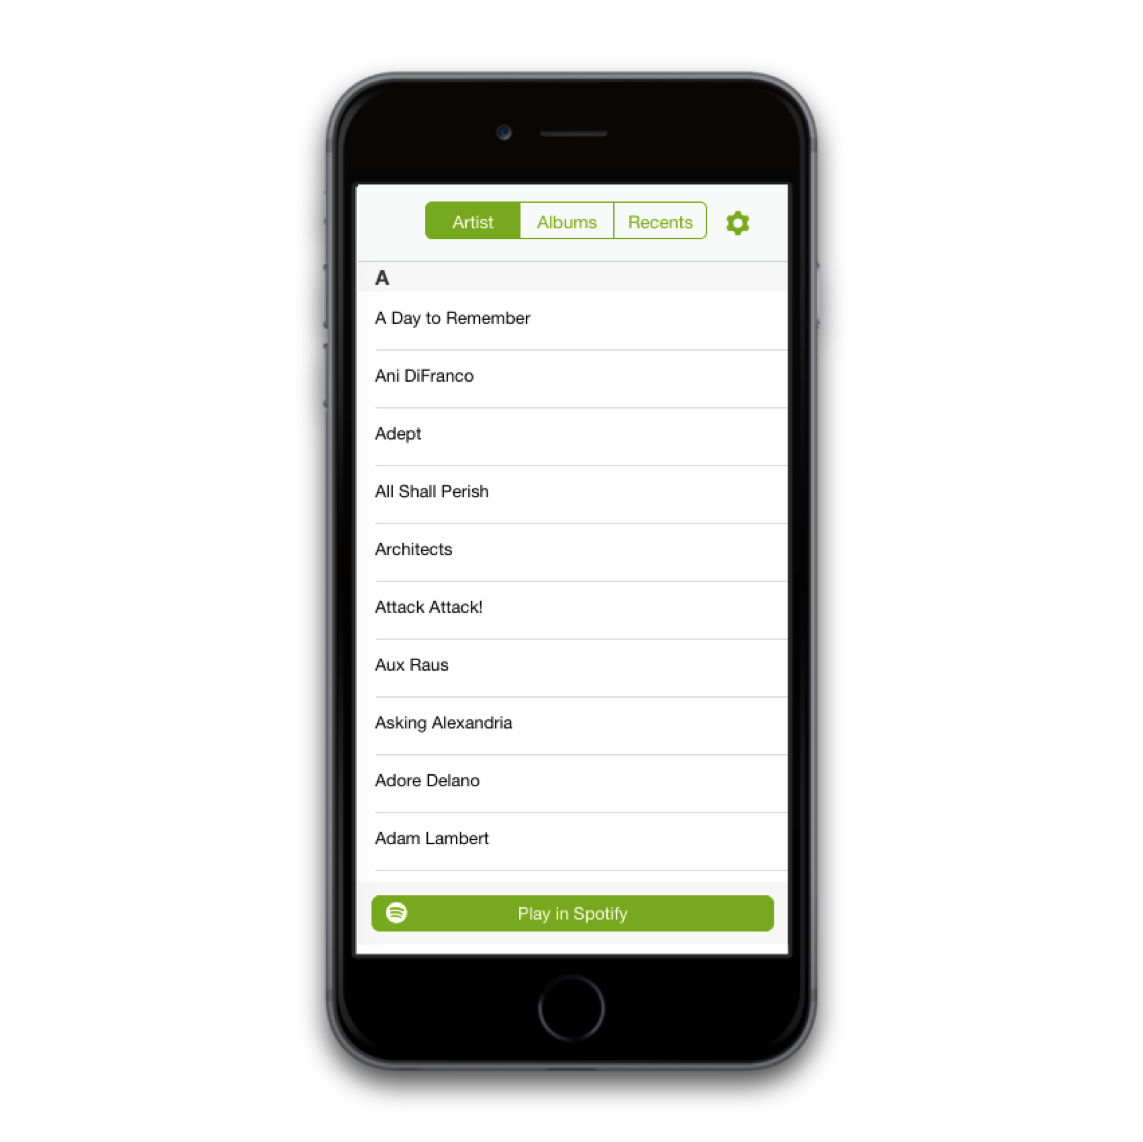 Artist Albums Recents
A
A Day to Remember
Ani DiFranco
Adept
All Shall Perish
Architects
Attack Attack!
Aux Raus
Asking Alexandria
Adore Delano
Adam Lambert
Play in Spotify